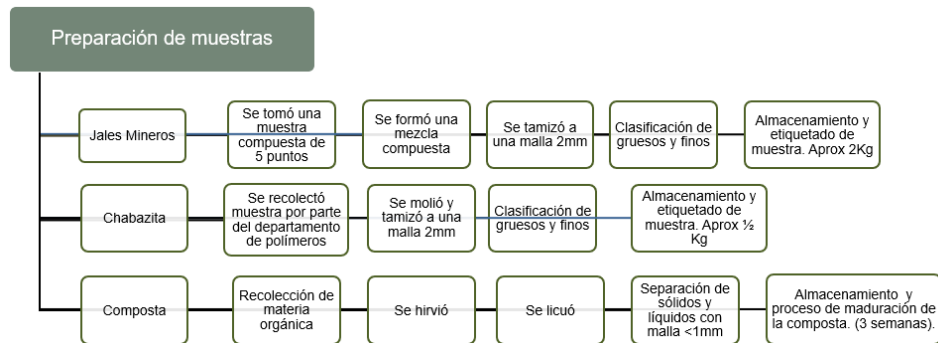 Preparación de muestras
Jales Mineros
Se tomó una
muestra
compuesta de
5 puntos
Se formó una
mezcla
compuesta
Se tamizó a
una malla 2mm
Clasificación de
gruesos y finos
Almacenamiento y
etiquetado de
muestra. Aprox 2Kg
Chabazita
Se recolectó
muestra por parte
del departamento
de polímeros
Se molió y
tamizó a una
malla 2mm
Clasificación de
gruesos y finos
Almacenamiento y
etiquetado de
muestra. Aprox ½
Kg
Composta
Recolección de
materia
orgánica
Se hirvió
Se licuó
Separación de
sólidos y
líquidos con
malla <1mm
Almacenamiento y
proceso de maduración de
la composta. (3 semanas).